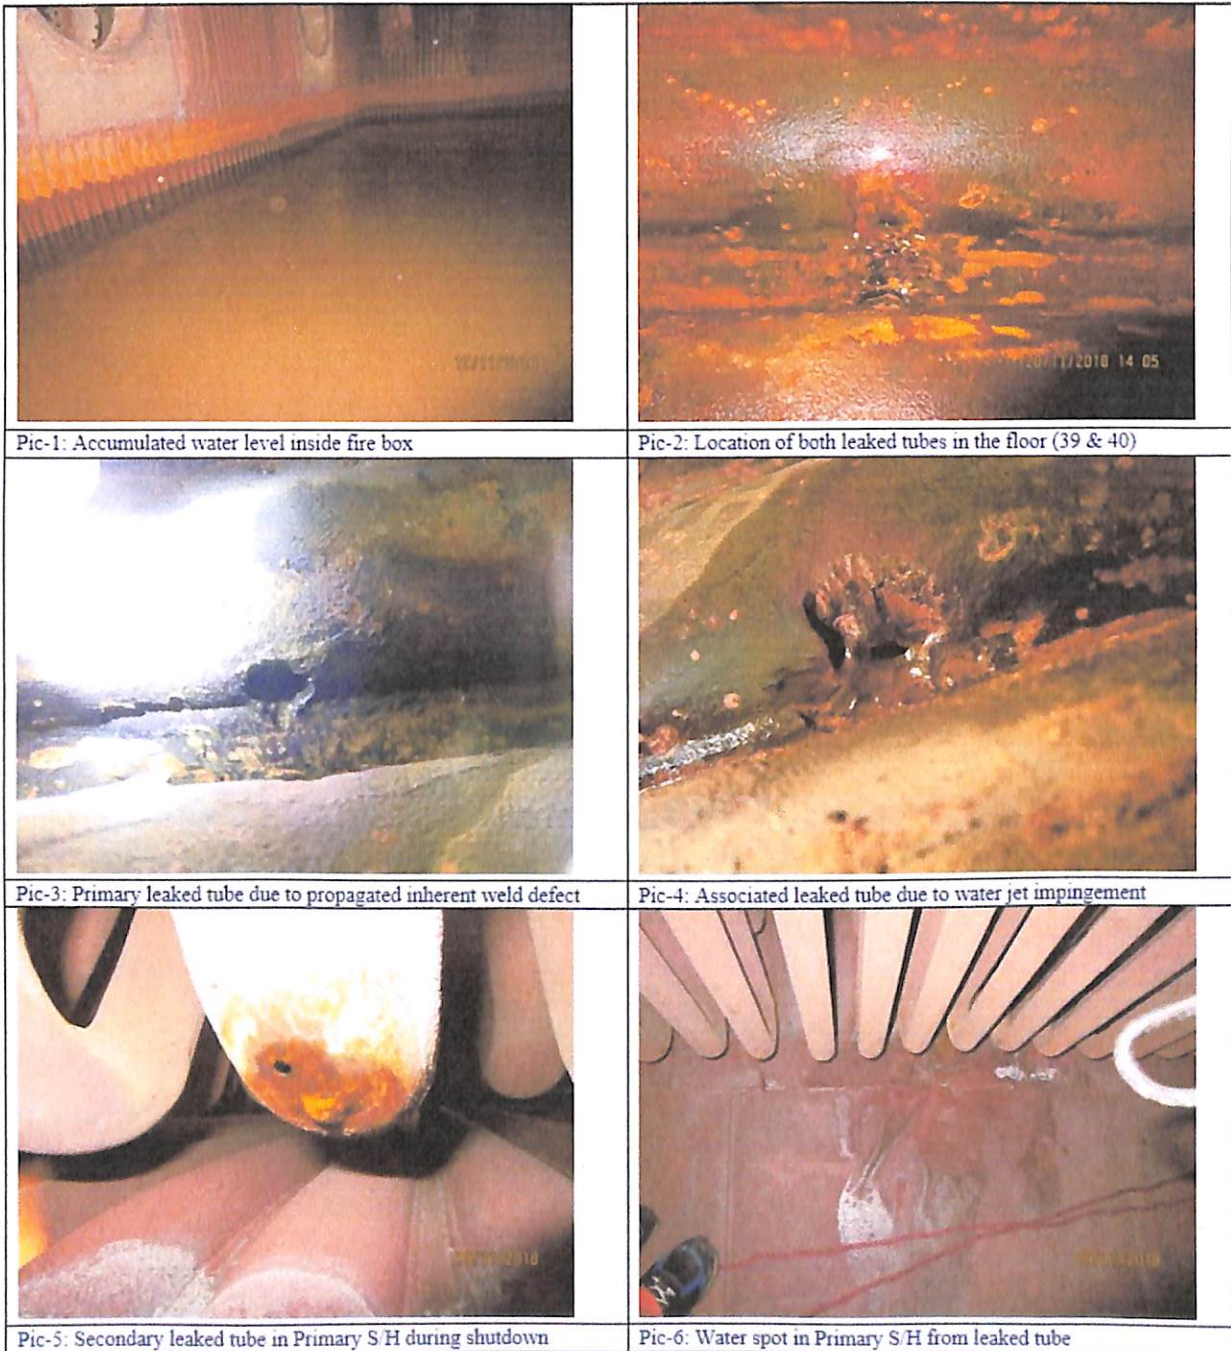 Pic-1: Accumulated water level inside fire box
20/11/2018 14 05
Pic-2: Location of both leaked tubes in the floor (39 & 40)
Pic-3: Primary leaked tube due to propagated inherent weld defect
Pic-4: Associated leaked tube due to water jet impingement
Pic-5: Secondary leaked tube in Primary S/H during shutdown
Pic-6: Water spot in Primary S/H from leaked tube